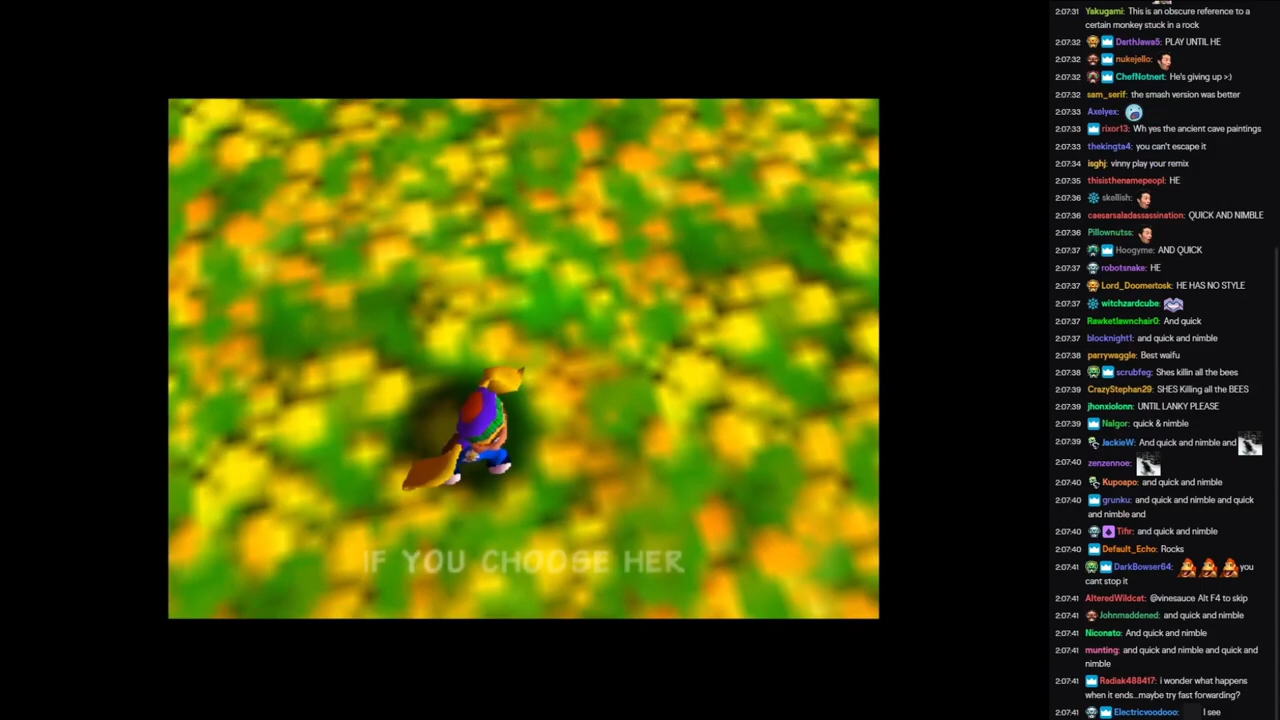 IF YOU CHOOSE HER
2:07:31 Yakugami: This is an obscure reference to a
certain monkey stuck in a rock
2:07:32 DarthJawa5: PLAY UNTIL HE
2:07:32 nukejello:
2:07:32 ChefNotnert: He's giving up >:)
2:07:32 sam_serif: the smash version was better
2:07:33 Axelyex:
2:07:33 rixor13: Wh yes the ancient cave paintings
2:07:33 thekingta4: you can't escape it
2:07:34 isghj: vinny play your remix
2:07:35 thisisthenamepeopl: HE
2:07:36 skellish:
2:07:36 caesarsaladassassination: QUICK AND NIMBLE
2:07:36 Pillownutss:
2:07:37 Hoogyme: AND QUICK
2:07:37 robotsnake: HE
2:07:37 Lord_Doomertosk: HE HAS NO STYLE
2:07:37 witchzardcube:
2:07:37 Rawketlawnchair0: And quick
2:07:37 blocknight1: and quick and nimble
2:07:38 parrywaggle: Best waifu
2:07:38 scrubfeg: Shes killin all the bees
2:07:39 CrazyStephan29: SHES Killing all the BEES
2:07:39 jhonxiolonn: UNTIL LANKY PLEASE
2:07:39 Nalgor: quick & nimble
2:07:39 JackieW: And quick and nimble and
2:07:40 zenzennoe:
2:07:40 Kupoapo: and quick and nimble
2:07:40 grunku: and quick and nimble and quick
and nimble and
2:07:40 Tifir: and quick and nimble
2:07:40 Default_Echo: Rocks
2:07:41 DarkBowser64: you
cant stop it
2:07:41 AlteredWildcat: @vinesauce Alt F4 to skip
2:07:41 Johnmaddened: and quick and nimble
2:07:41 Niconato: And quick and nimble
2:07:41 munting: and quick and nimble and quick and
nimble
2:07:41 Radiak488417: i wonder what happens
when it ends...maybe try fast forwarding?
2:07:41 Electricvoodooo: I see